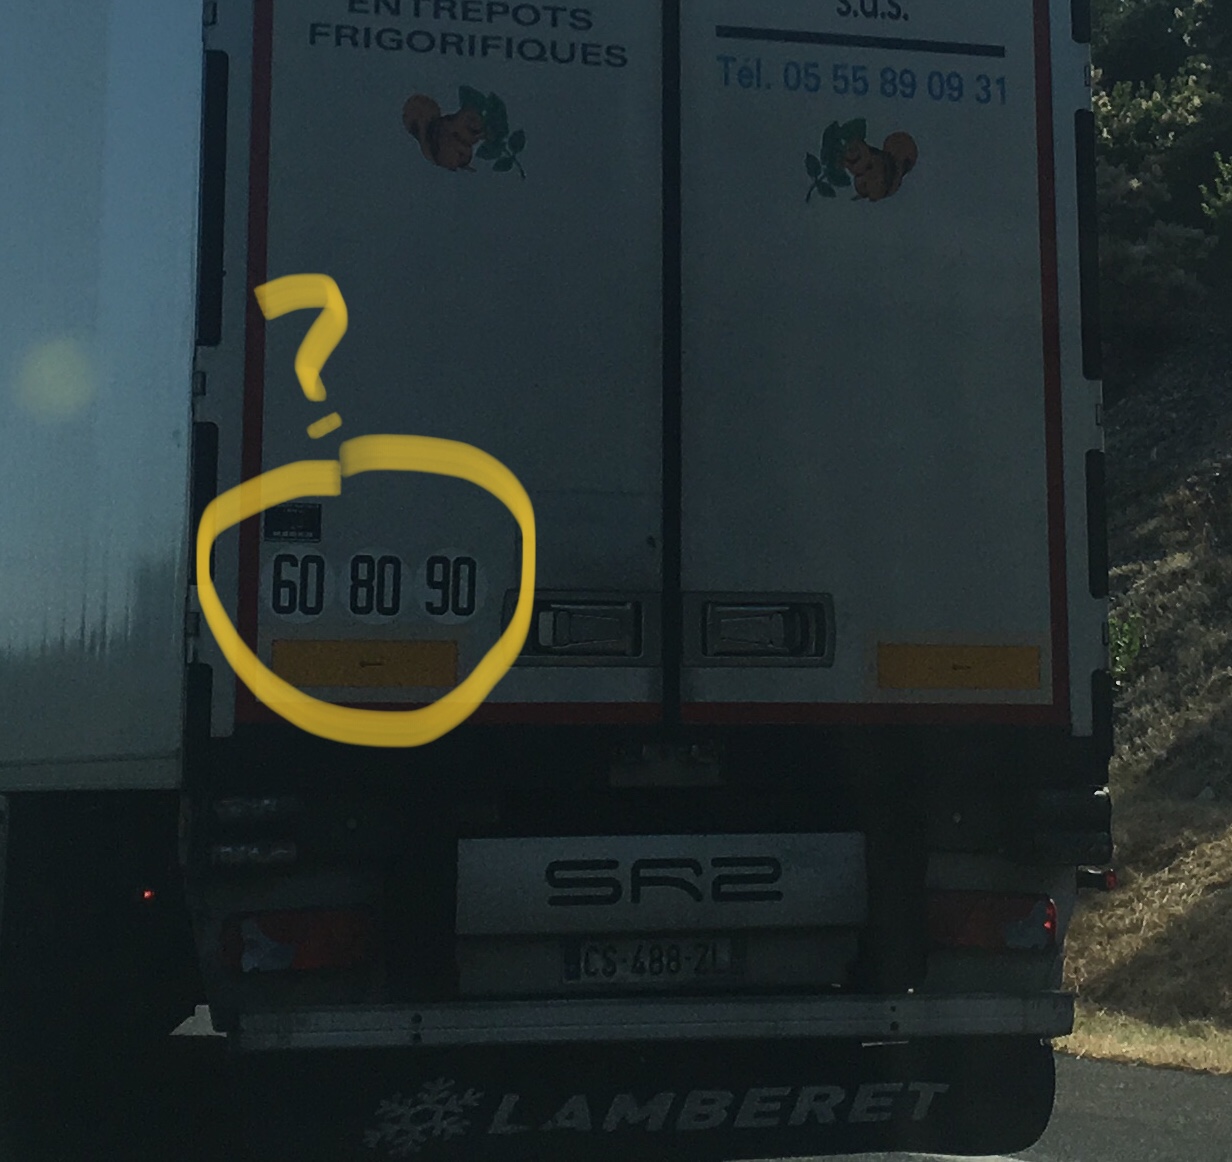 ENTREPOTS
FRIGORIFIQUES
s.a.s.
Tél. 05 55 89 09 31
?
60 80 90
SR2
CS-488-ZL
LAMBERET